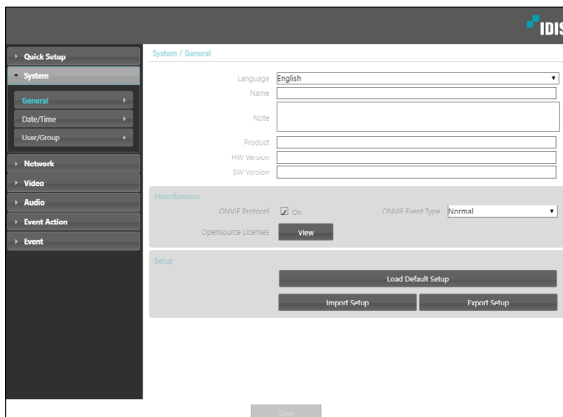 IDIS
Quick Setup
System
General
Date/Time
User/Group
Network
Video
Audio
Event Action
Event
System / General
Language English
Name
Note
Product
HW Version
SW Version
Miscellaneous
ONVIF Protocol On ONVIF Event Type Normal
Opensource Licenses View
Setup
Load Default Setup
Import Setup Export Setup
Save